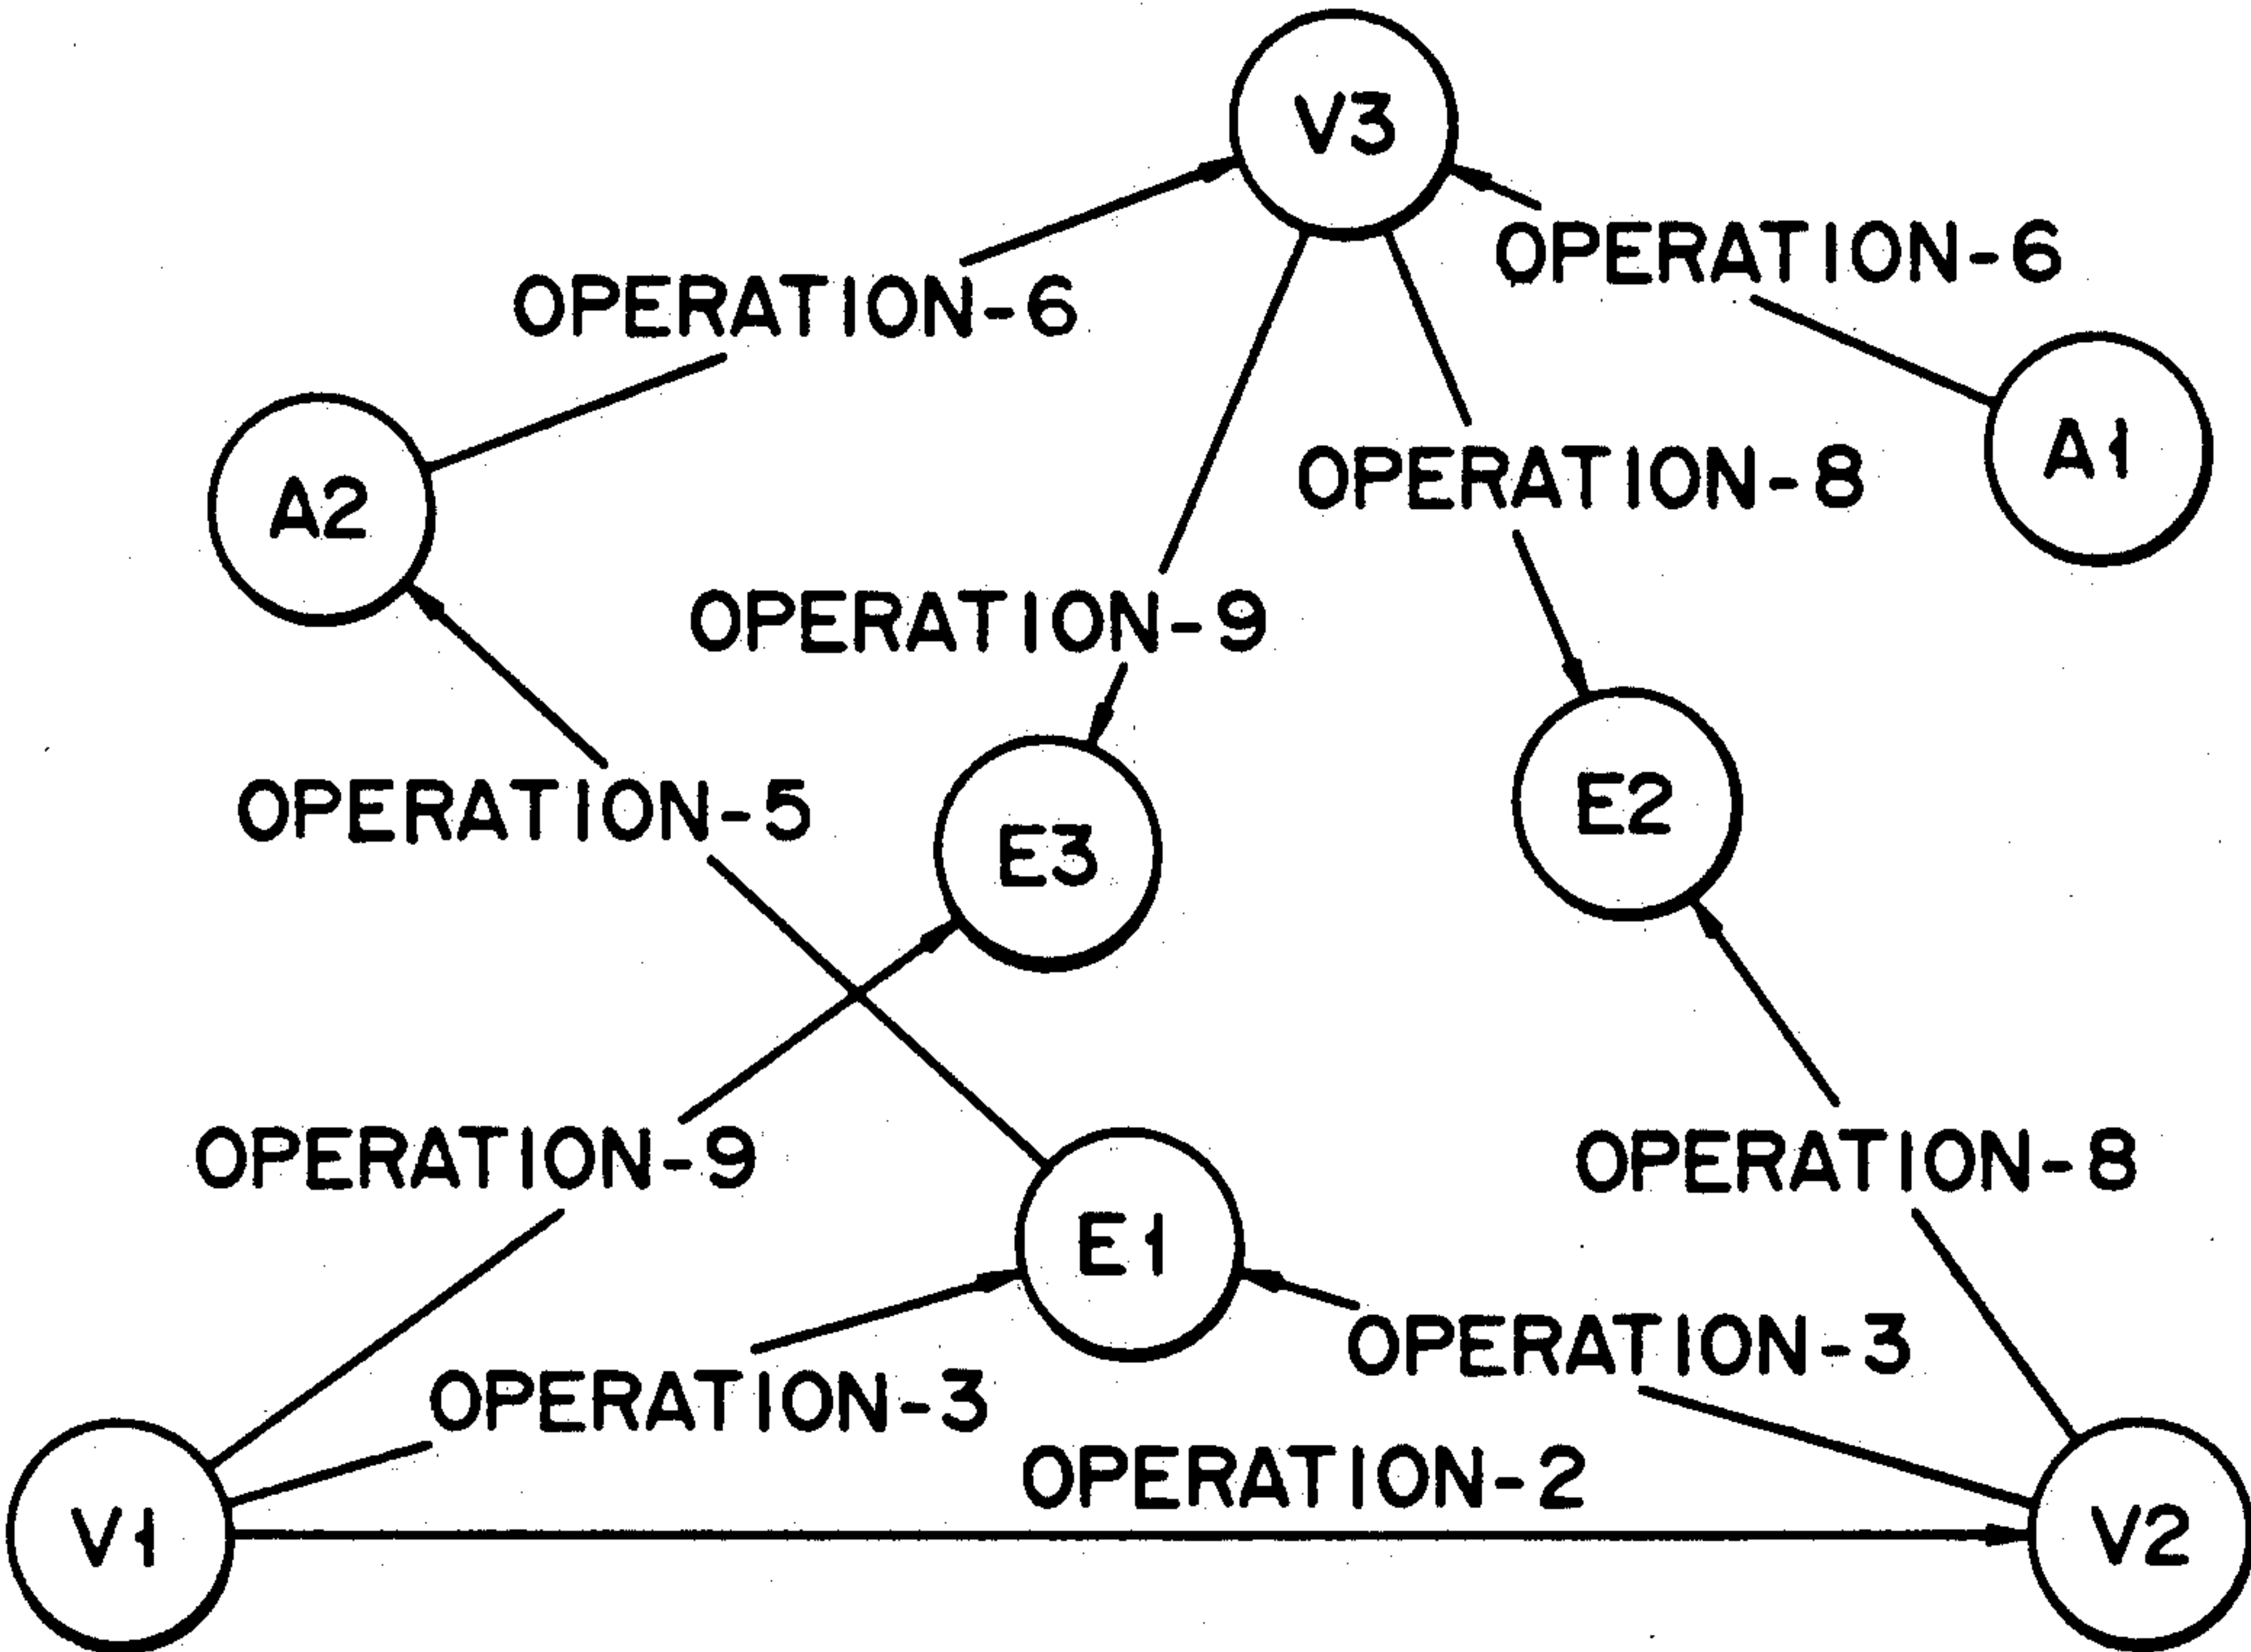 V3
OPERATION-6
OPERATION-6
A1
A2
OPERATION-8
OPERATION-9
OPERATION-5
E3
E2
OPERATION-9
OPERATION-8
E1
OPERATION-3
OPERATION-3
OPERATION-2
V1
V2